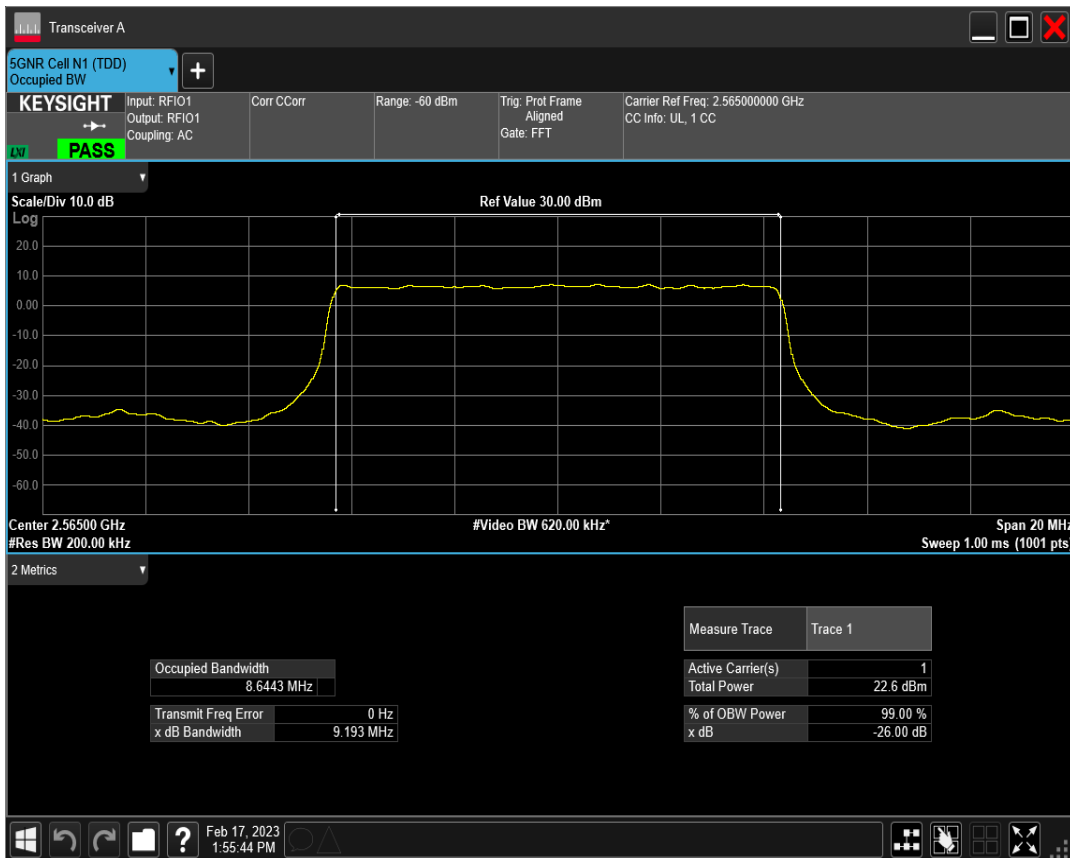 Transceiver A
5GNR Cell N1 (TDD)
Occupied BW
KEYSIGHT
LXI
PASS
Input: RFIO1
Output: RFIO1
Coupling: AC
Corr CCorr
Range: -60 dBm
Trig: Prot Frame
Aligned
Gate: FFT
Carrier Ref Freq: 2.565000000 GHz
CC Info: UL, 1 CC
1 Graph
Scale/Div 10.0 dB
Ref Value 30.00 dBm
Log
20.0
10.0
0.00
-10.0
-20.0
-30.0
-40.0
-50.0
-60.0
Center 2.56500 GHz
#Video BW 620.00 kHz*
Span 20 MHz
#Res BW 200.00 kHz
Sweep 1.00 ms (1001 pts)
2 Metrics
Measure Trace Trace 1
Occupied Bandwidth
8.6443 MHz
Active Carrier(s) 1
Total Power 22.6 dBm
Transmit Freq Error 0 Hz
x dB Bandwidth 9.193 MHz
% of OBW Power 99.00 %
x dB -26.00 dB
?
Feb 17, 2023
1:55:44 PM